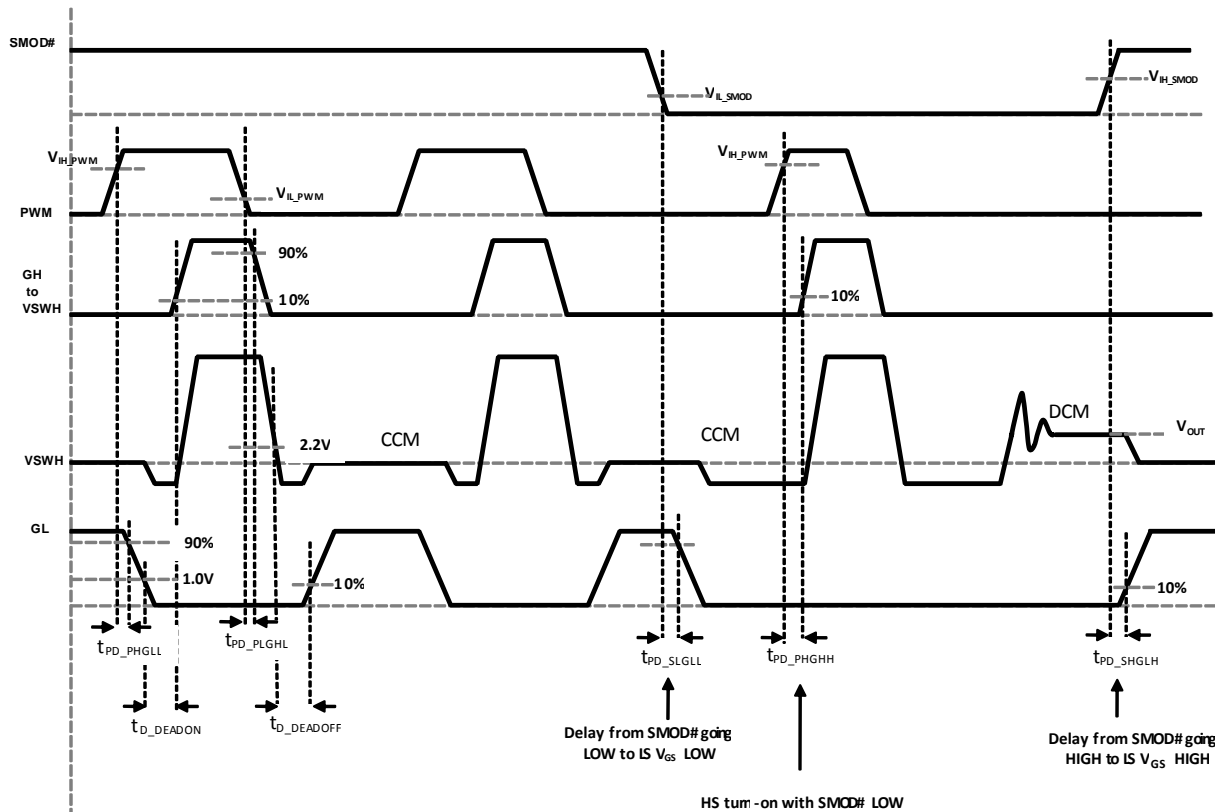 SMOD#
V_IL_SMOD
V_IH_SMOD
V_IH_PWM
V_IL_PWM
V_IH_PWM
PWM
90%
GH
to
VSWH
10%
10%
2.2V
CCM
CCM
DCM
V_OUT
VSWH
GL
90%
1.0V
10%
10%
t_PD_PHGLL
t_PD_PLGHL
t_PD_SLGLL
t_PD_PHGHH
t_PD_SHGLH
t_D_DEADON
t_D_DEADOFF
Delay from SMOD# going
LOW to LS V_GS LOW
Delay from SMOD# going
HIGH to LS V_GS HIGH
HS turn -on with SMOD# LOW